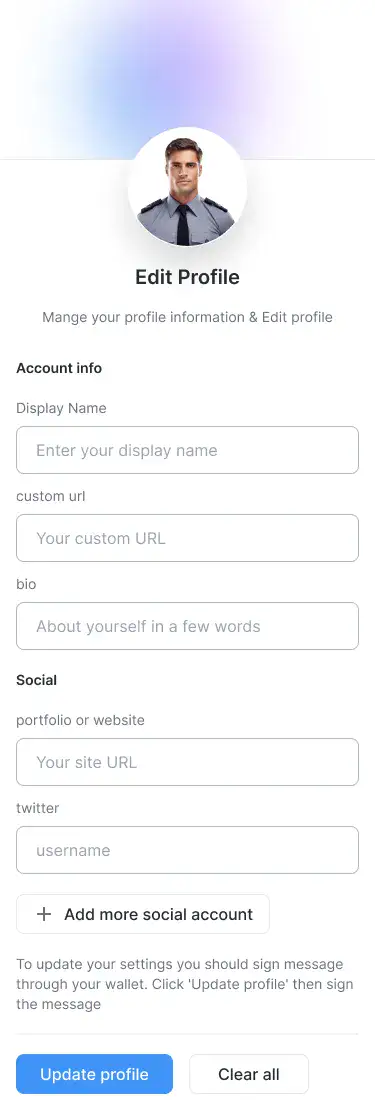 Edit Profile
Mange your profile information & Edit profile
Account info
Display Name
Enter your display name
custom url
Your custom URL
bio
About yourself in a few words
Social
portfolio or website
Your site URL
twitter
username
Add more social account
To update your settings you should sign message
through your wallet. Click 'Update profile' then sign
the message
Update profile
Clear all